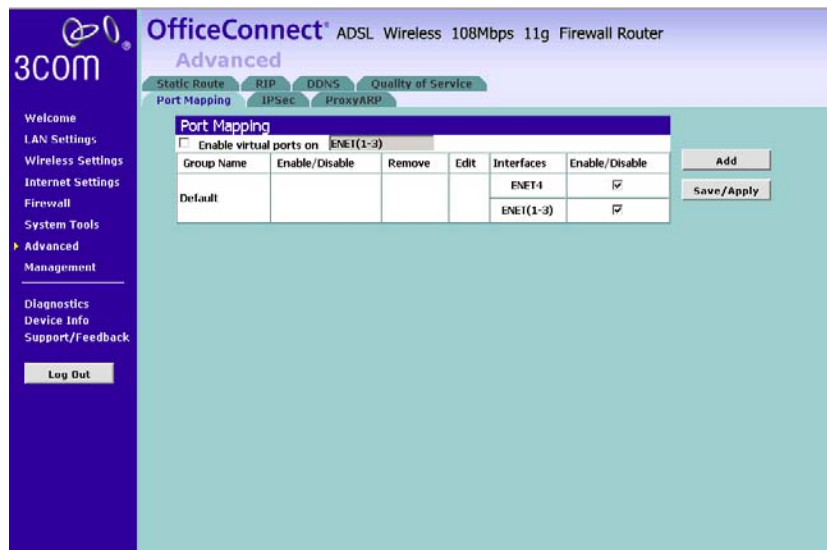 3COM
OfficeConnect® ADSL Wireless 108Mbps 11g Firewall Router
Advanced
Static Route RIP DDNS Quality of Service
Port Mapping IPSec ProxyARP
Welcome
LAN Settings
Wireless Settings
Internet Settings
Firewall
System Tools
Advanced
Management
Diagnostics
Device Info
Support/Feedback
Log Out
Port Mapping
Enable virtual ports on ENET(1-3)
Group Name Enable/Disable Remove Edit Interfaces Enable/Disable
Default
ENET4
ENET(1-3)
Add
Save/Apply